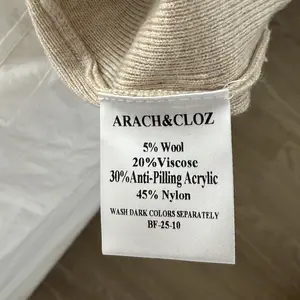 ARACH&CLOZ
5% Wool
20%Viscose
30%Anti-Pilling Acrylic
45% Nylon
WASH DARK COLORS SEPARATELY
BF-25-10